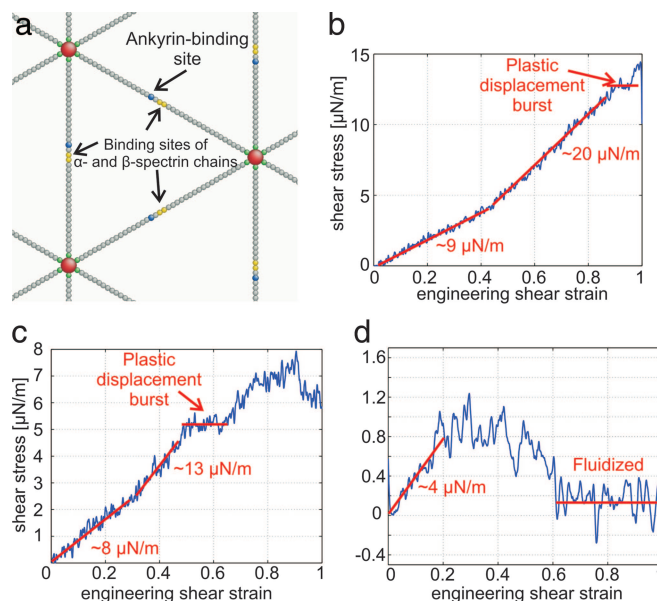 a
Ankyrin-binding
site
Binding sites of
α- and β-spectrin chains
b
shear stress [µN/m]
15
10
5
0
Plastic
displacement
burst
~20 µN/m
~9 µN/m
0 0.2 0.4 0.6 0.8 1
engineering shear strain
c
shear stress [µN/m]
8
7
6
5
4
3
2
1
Plastic
displacement
burst
~13 µN/m
~8 µN/m
0 0.2 0.4 0.6 0.8 1
engineering shear strain
d
1.6
1.2
0.8
0.4
0
-0.4
~4 µN/m
Fluidized
0 0.2 0.4 0.6 0.8
engineering shear strain